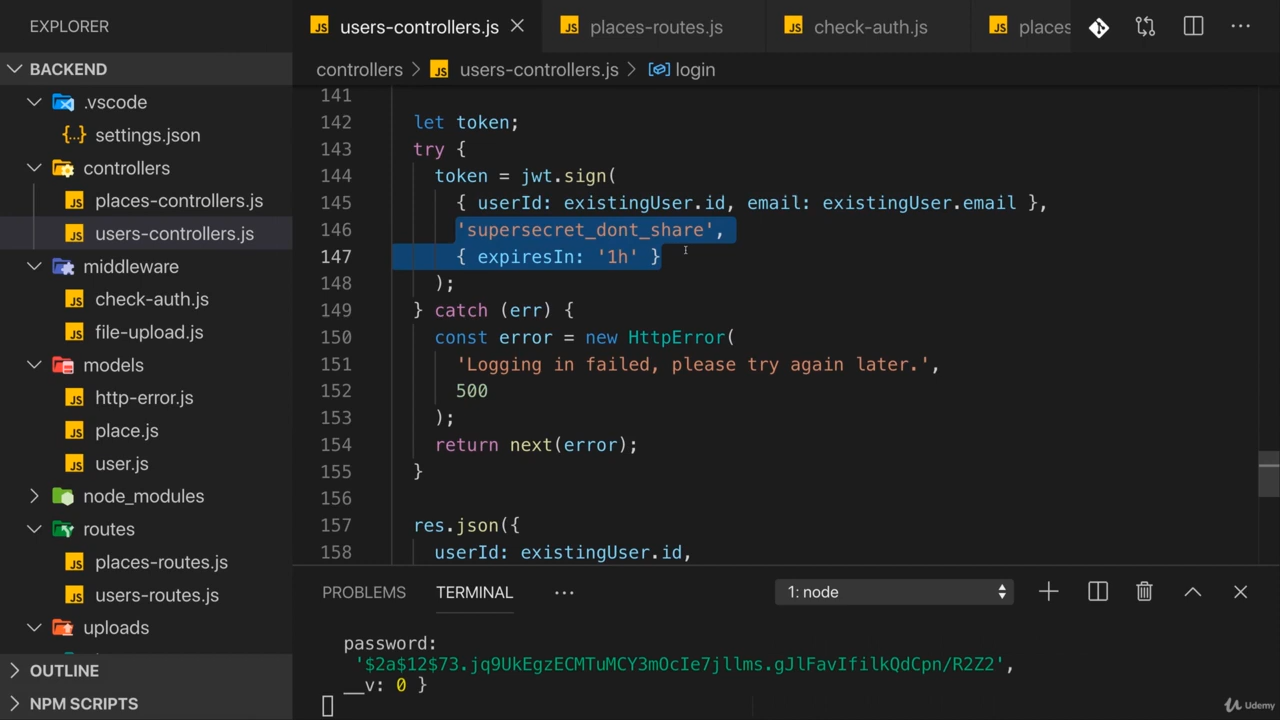 EXPLORER
users-controllers.js
places-routes.js
check-auth.js
places
BACKEND
controllers > users-controllers.js > login
.vscode
settings.json
controllers
places-controllers.js
users-controllers.js
middleware
check-auth.js
file-upload.js
models
http-error.js
place.js
user.js
node_modules
routes
places-routes.js
users-routes.js
uploads
OUTLINE
NPM SCRIPTS
141
142 let token;
143 try {
144 token = jwt.sign(
145 { userId: existingUser.id, email: existingUser.email },
146 'supersecret_dont_share',
147 { expiresIn: '1h' }
148 );
149 } catch (err) {
150 const error = new HttpError(
151 'Logging in failed, please try again later.',
152 500
153 );
154 return next(error);
155 }
156
157 res.json({
158 userId: existingUser.id,
PROBLEMS TERMINAL ... 1: node
password:
'$2a$12$73.jq9UkEgzECMTuMCY3mOcIe7jllms.gJlFavIfilkQdCpn/R2Z2',
__v: 0 }
Udemy